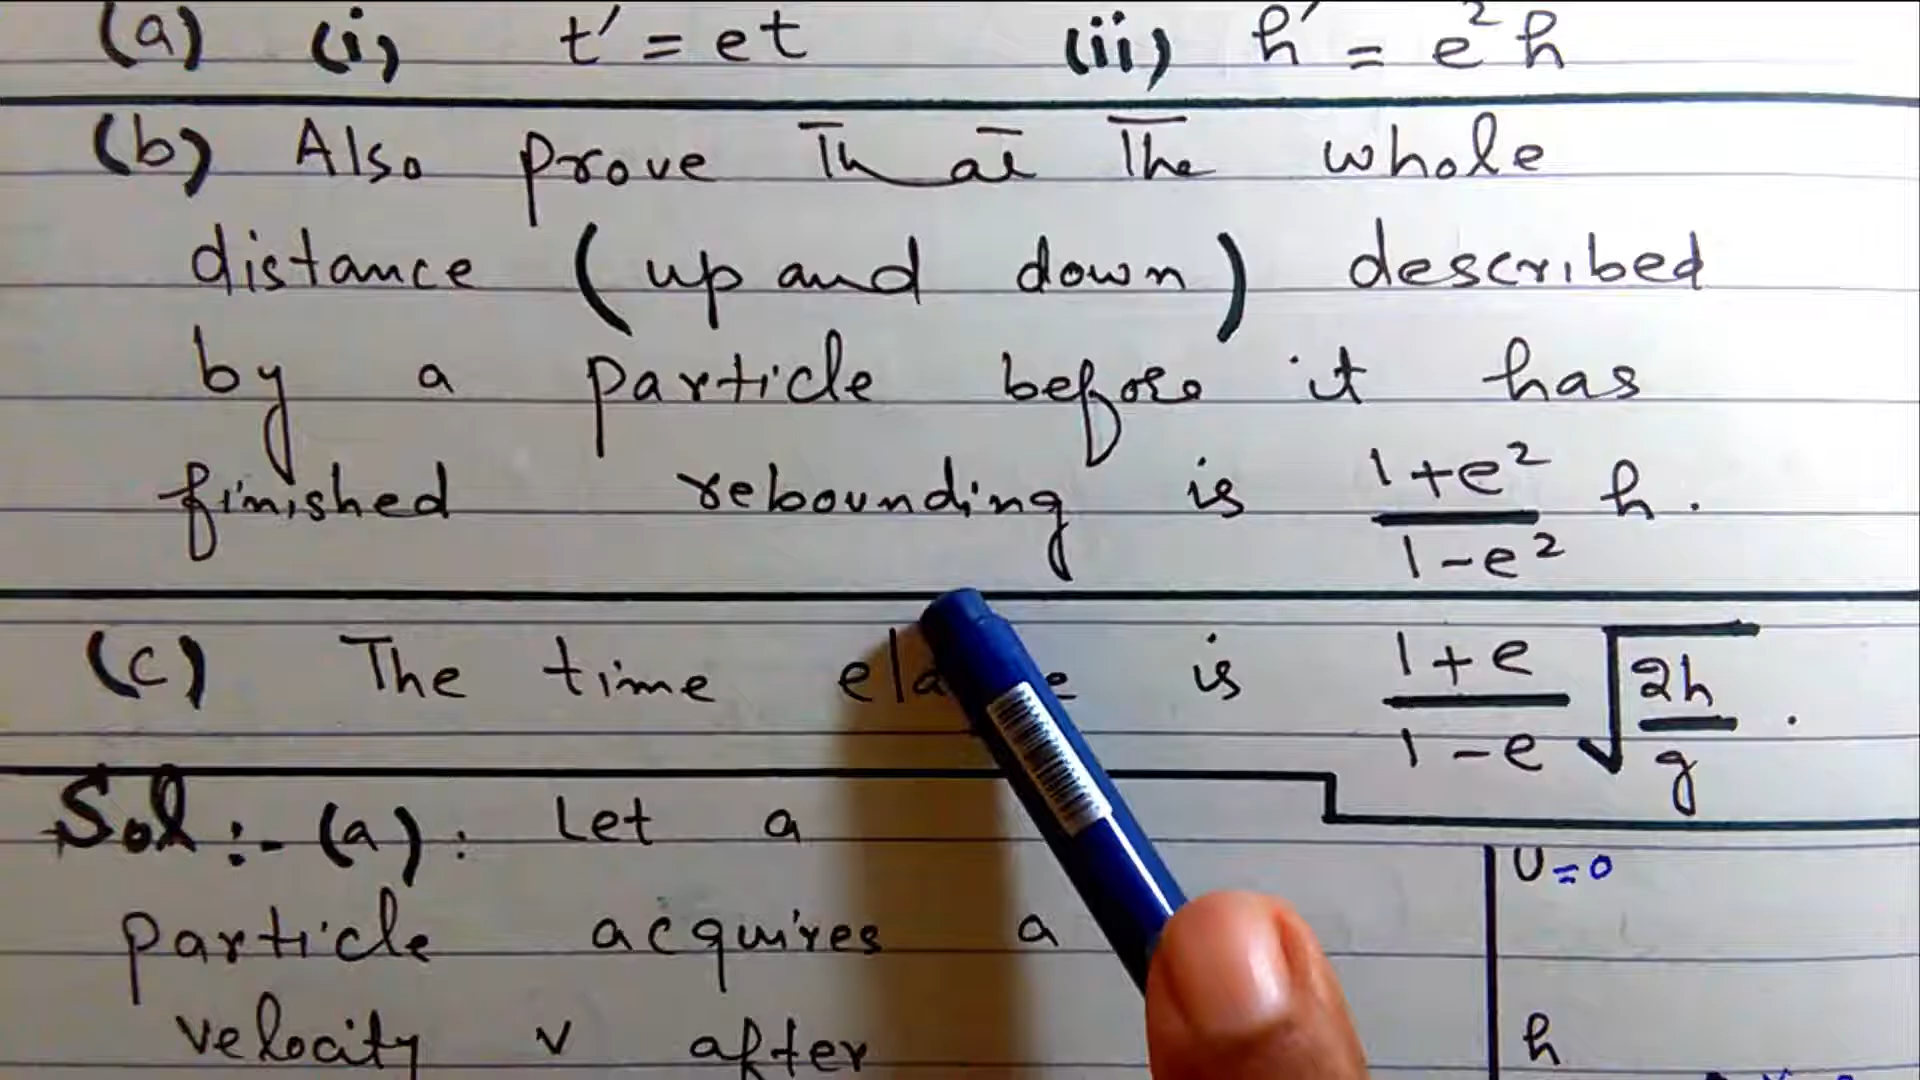 (a) (i) t' = et (ii) h' = e²h
(b) Also prove That The whole
distance (up and down) described
by a particle before it has
finished rebounding is 1+e²/1-e² h.
(c) The time is 1+e/1-e √2h/g .
Sol:- (a): Let a
particle acquires a
velocity v after
U=0
h